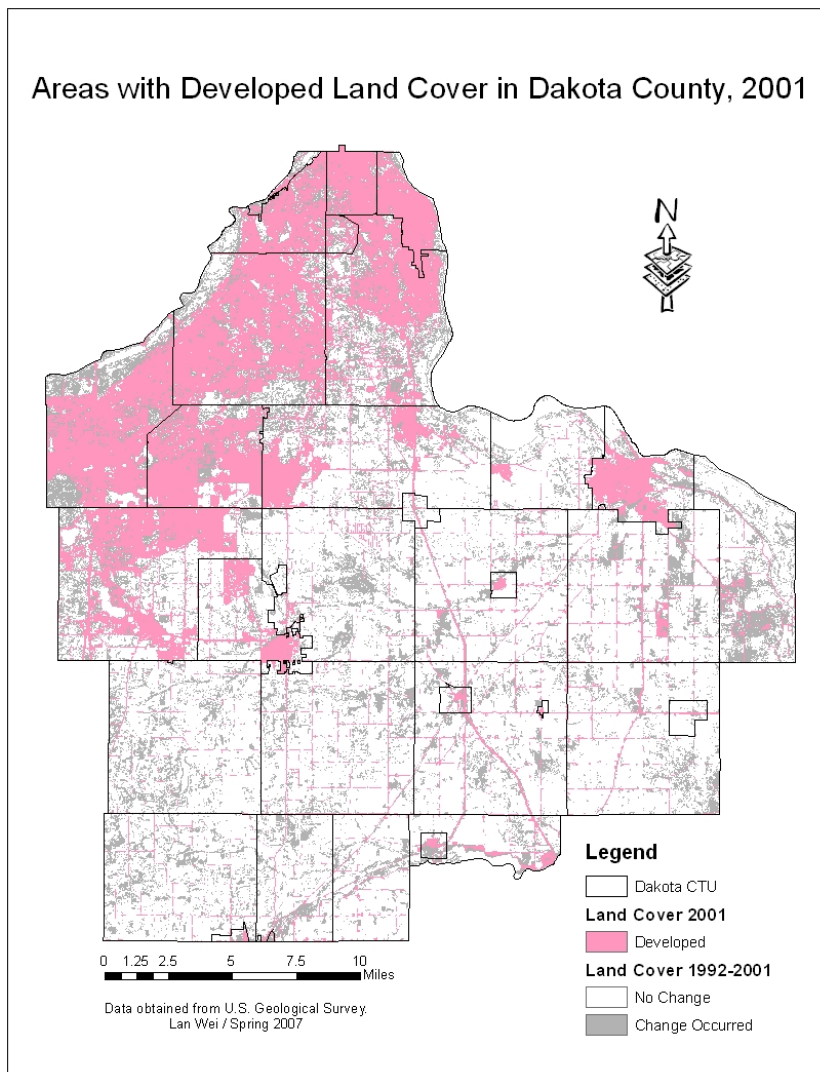 Areas with Developed Land Cover in Dakota County, 2001
N
Legend
Dakota CTU
Land Cover 2001
Developed
Land Cover 1992-2001
No Change
Change Occurred
0 1.25 2.5 5 7.5 10
Miles
Data obtained from U.S. Geological Survey.
Lan Wei / Spring 2007